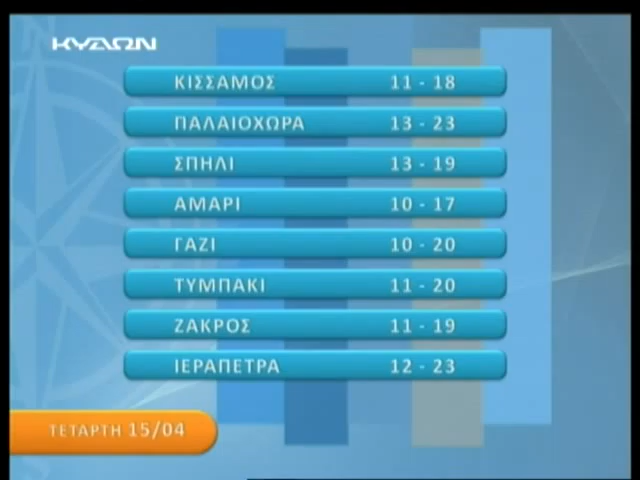 ΚΥΔΩΝ
ΚΙΣΣΑΜΟΣ 11 - 18
ΠΑΛΑΙΟΧΩΡΑ 13 - 23
ΣΠΗΛΙ 13 - 19
ΑΜΑΡΙ 10 - 17
ΓΑΖΙ 10 - 20
ΤΥΜΠΑΚΙ 11 - 20
ΖΑΚΡΟΣ 11 - 19
ΙΕΡΑΠΕΤΡΑ 12 - 23
ΤΕΤΑΡΤΗ 15/04